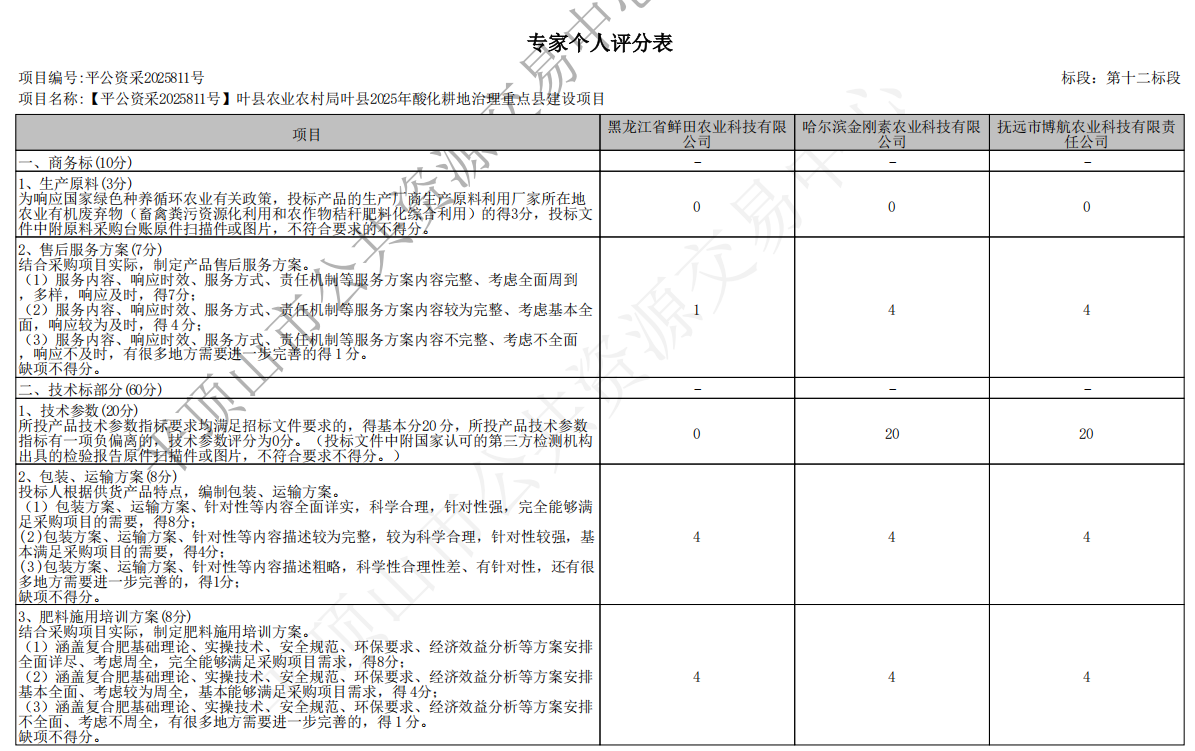 专家个人评分表
项目编号:平公资采2025811号
标段: 第十二标段
项目名称:【平公资采2025811号】叶县农业农村局叶县2025年酸化耕地治理重点县建设项目
项目
黑龙江省鲜田农业科技有限
公司
哈尔滨金刚素农业科技有限
公司
抚远市博航农业科技有限责
任公司
一、商务标(10分)
— — —
1、生产原料(3分)
为响应国家绿色种养循环农业有关政策，投标产品的生产厂商生产原料利用厂家所在地
农业有机废弃物（畜禽粪污资源化利用和农作物秸秆肥料化综合利用）的得3分，投标文
件中附原料采购台账原件扫描件或图片，不符合要求的不得分。
0 0 0
2、售后服务方案(7分)
结合采购项目实际，制定产品售后服务方案。
（1）服务内容、响应时效、服务方式、责任机制等服务方案内容完整、考虑全面周到
，多样，响应及时，得7分；
（2）服务内容、响应时效、服务方式、责任机制等服务方案内容较为完整、考虑基本全
面，响应较为及时，得 4 分；
（3）服务内容、响应时效、服务方式、责任机制等服务方案内容不完整、考虑不全面
，响应不及时，有很多地方需要进一步完善的得 1 分。
缺项不得分。
1 4 4
二、技术标部分(60分)
— — —
1、技术参数(20分)
所投产品技术参数指标要求均满足招标文件要求的，得基本分20 分，所投产品技术参数
指标有一项负偏离的，技术参数评分为0分。（投标文件中附国家认可的第三方检测机构
出具的检验报告原件扫描件或图片，不符合要求不得分。）
0 20 20
2、包装、运输方案(8分)
投标人根据供货产品特点，编制包装、运输方案。
（1）包装方案、运输方案、针对性等内容全面详实，科学合理，针对性强，完全能够满
足采购项目的需要，得8分；
(2)包装方案、运输方案、针对性等内容描述较为完整，较为科学合理，针对性较强，基
本满足采购项目的需要，得4分；
(3)包装方案、运输方案、针对性等内容描述粗略，科学性合理性差、有针对性，还有很
多地方需要进一步完善的，得1分；
缺项不得分。
4 4 4
3、肥料施用培训方案(8分)
结合采购项目实际，制定肥料施用培训方案。
（1）涵盖复合肥基础理论、实操技术、安全规范、环保要求、经济效益分析等方案安排
全面详尽、考虑周全，完全能够满足采购项目需求，得8分；
（2）涵盖复合肥基础理论、实操技术、安全规范、环保要求、经济效益分析等方案安排
基本全面、考虑较为周全，基本能够满足采购项目需求，得 4分；
（3）涵盖复合肥基础理论、实操技术、安全规范、环保要求、经济效益分析等方案安排
不全面、考虑不周全，有很多地方需要进一步完善的，得 1 分。
缺项不得分。
4 4 4
平顶山市公共资源交易中心
平顶山市公共资源交易中心